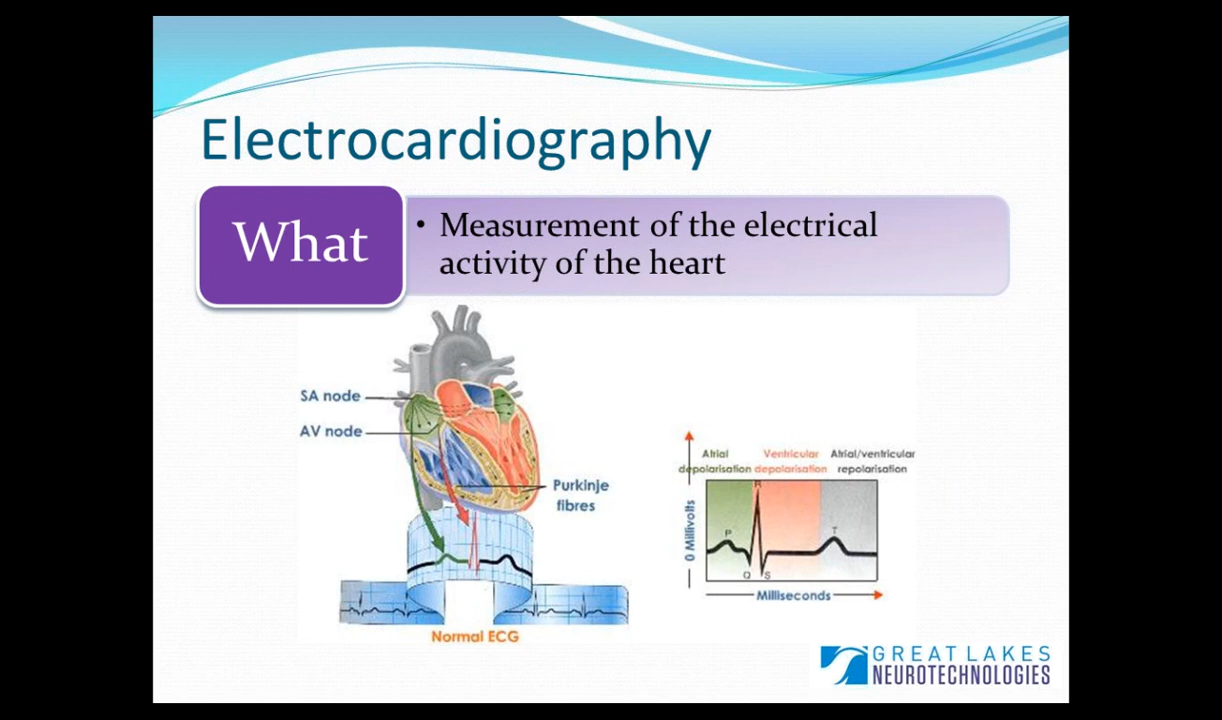 Electrocardiography
What
• Measurement of the electrical
activity of the heart
SA node
AV node
Purkinje
fibres
Normal ECG
Atrial
depolarisation
Ventricular
depolarisation
Atrial/ventricular
repolarisation
0 Millivolts
R
P
T
Q
S
Milliseconds
GREAT LAKES
NEUROTECHNOLOGIES